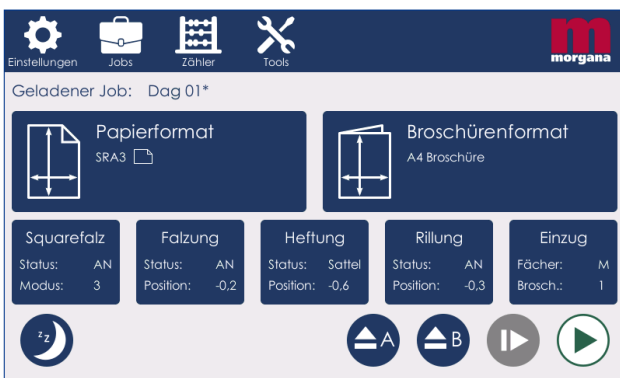 Einstellungen Jobs Zähler Tools morgana
Geladener Job: Dag 01*
Papierformat
SRA3
Broschürenformat
A4 Broschüre
Squarefalz
Status: AN
Modus: 3
Falzung
Status: AN
Position: -0,2
Heftung
Status: Sattel
Position: -0,6
Rillung
Status: AN
Position: -0,3
Einzug
Fächer: M
Brosch.: 1
z z
A
B